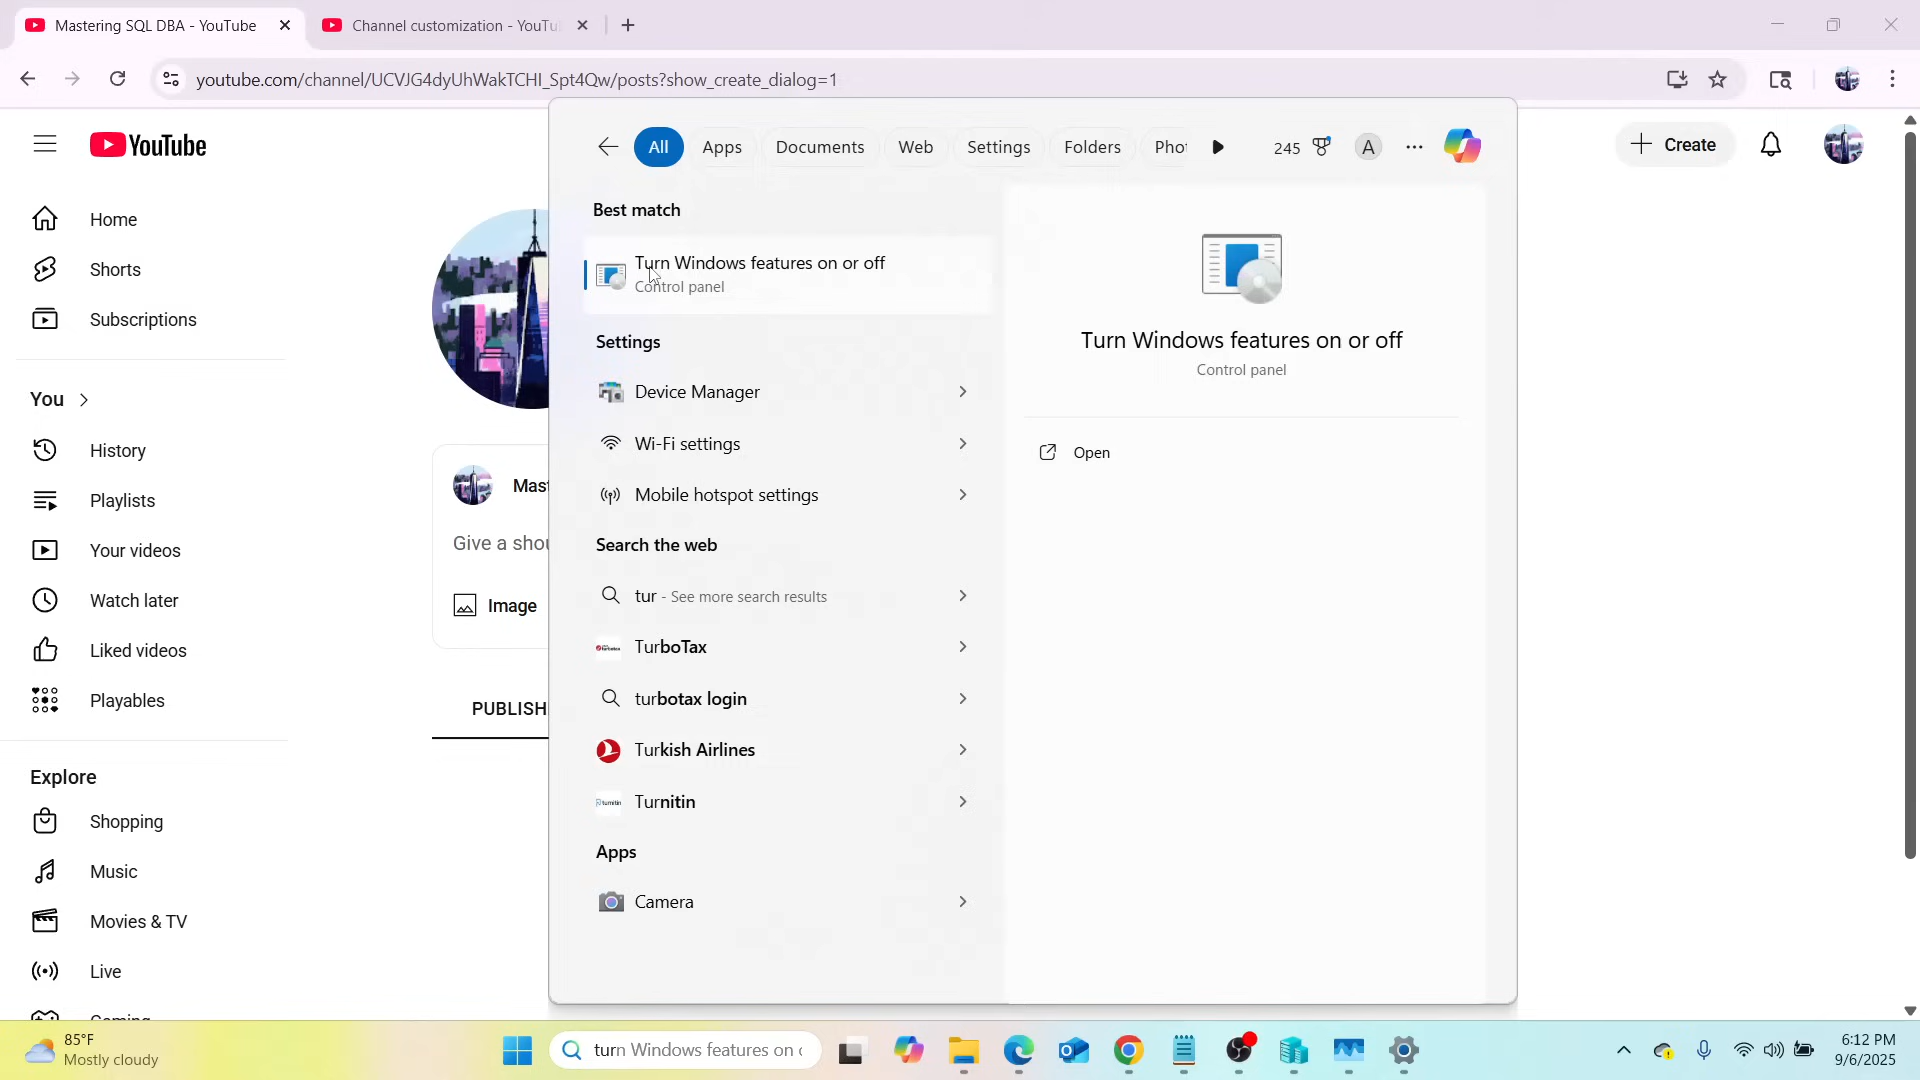 Mastering SQL DBA - YouTube
Channel customization - YouTu
youtube.com/channel/UCVJG4dyUhWakTCHI_Spt4Qw/posts?show_create_dialog=1
YouTube
Create
Home
Shorts
Subscriptions
You
History
Playlists
Your videos
Watch later
Liked videos
Playables
Explore
Shopping
Music
Movies & TV
Live
Gaming
Mast
Give a shou
Image
PUBLISH
All
Apps
Documents
Web
Settings
Folders
Phot
245
A
Best match
Turn Windows features on or off
Control panel
Settings
Device Manager
Wi-Fi settings
Mobile hotspot settings
Search the web
tur - See more search results
TurboTax
turbotax login
Turkish Airlines
Turnitin
Apps
Camera
Turn Windows features on or off
Control panel
Open
85°F
Mostly cloudy
turn Windows features on o
6:12 PM
9/6/2025